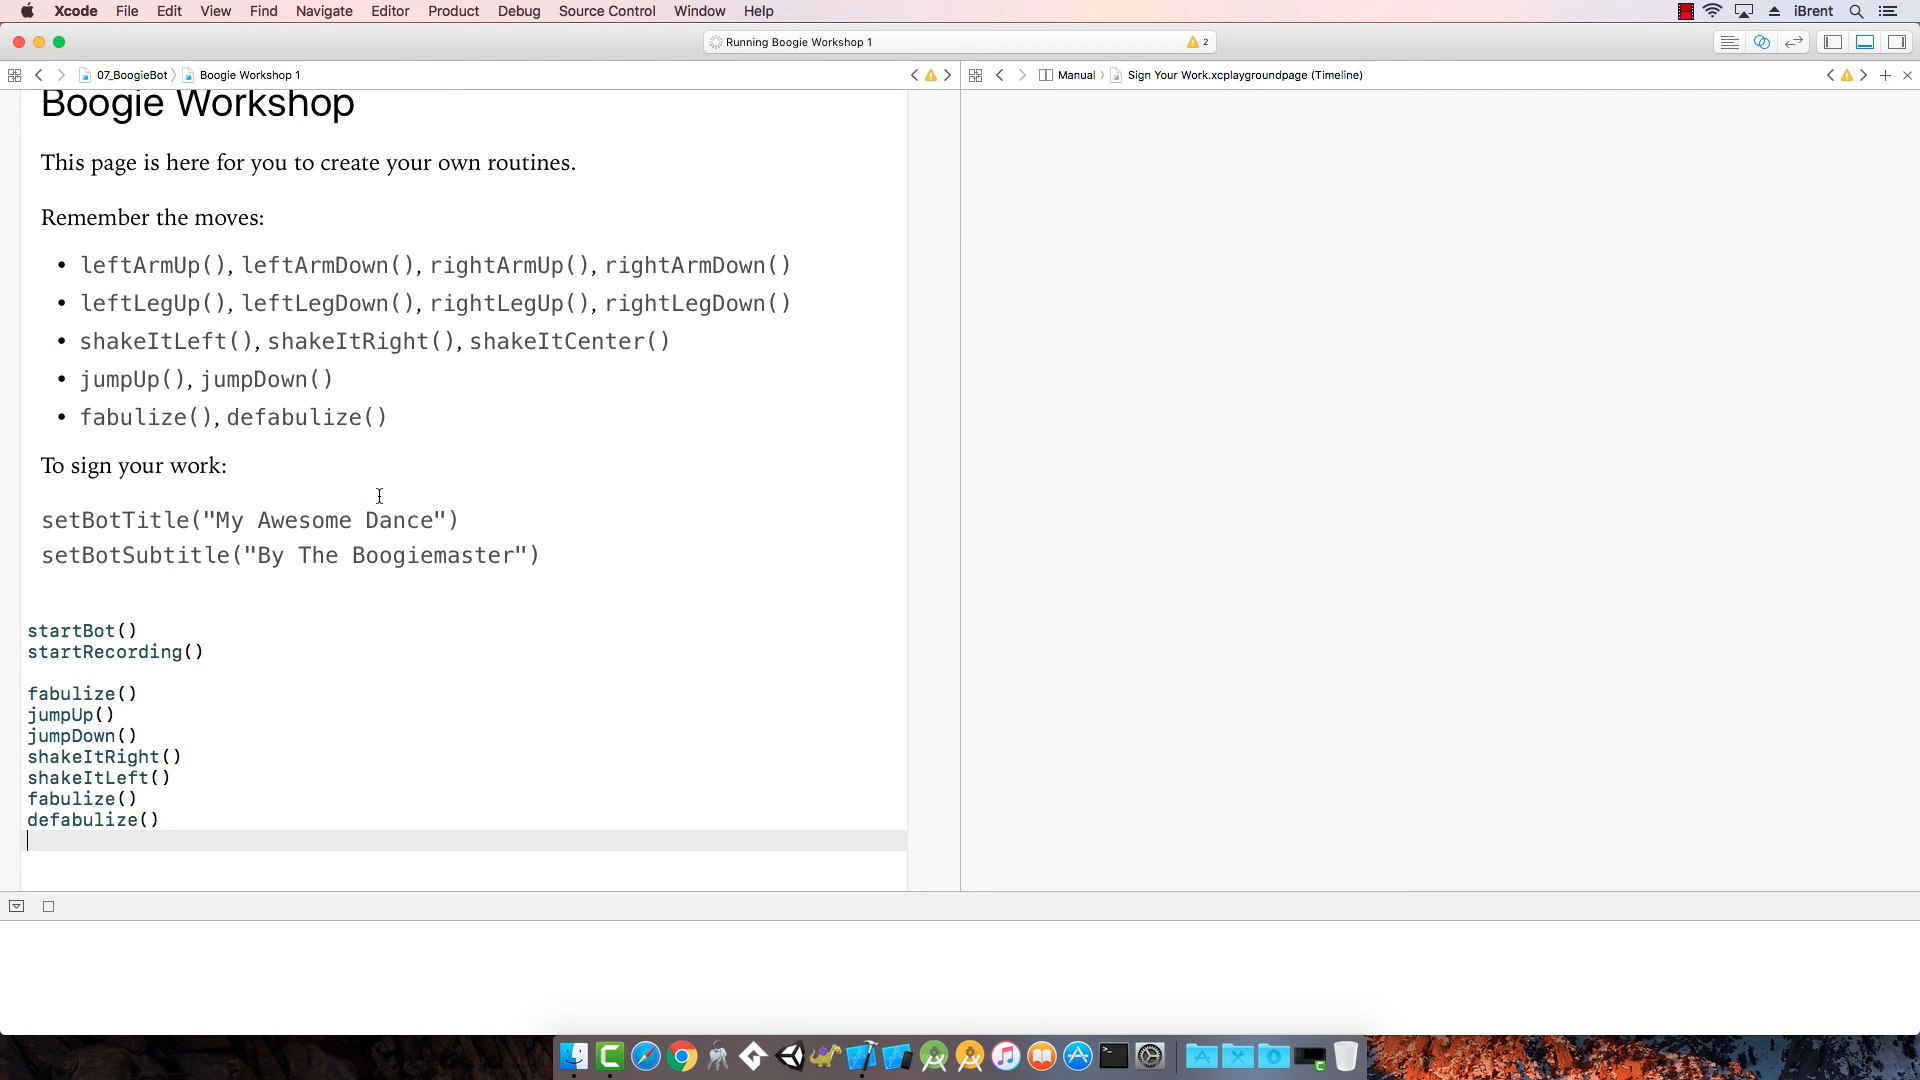 Xcode File Edit View Find Navigate Editor Product Debug Source Control Window Help iBrent
Running Boogie Workshop 1 2
07_BoogieBot Boogie Workshop 1 Manual Sign Your Work.xcplaygroundpage (Timeline)
Boogie Workshop
This page is here for you to create your own routines.
Remember the moves:
• leftArmUp(), leftArmDown(), rightArmUp(), rightArmDown()
• leftLegUp(), leftLegDown(), rightLegUp(), rightLegDown()
• shakeItLeft(), shakeItRight(), shakeItCenter()
• jumpUp(), jumpDown()
• fabulize(), defabulize()
To sign your work:
setBotTitle("My Awesome Dance")
setBotSubtitle("By The Boogiemaster")
startBot()
startRecording()
fabulize()
jumpUp()
jumpDown()
shakeItRight()
shakeItLeft()
fabulize()
defabulize()